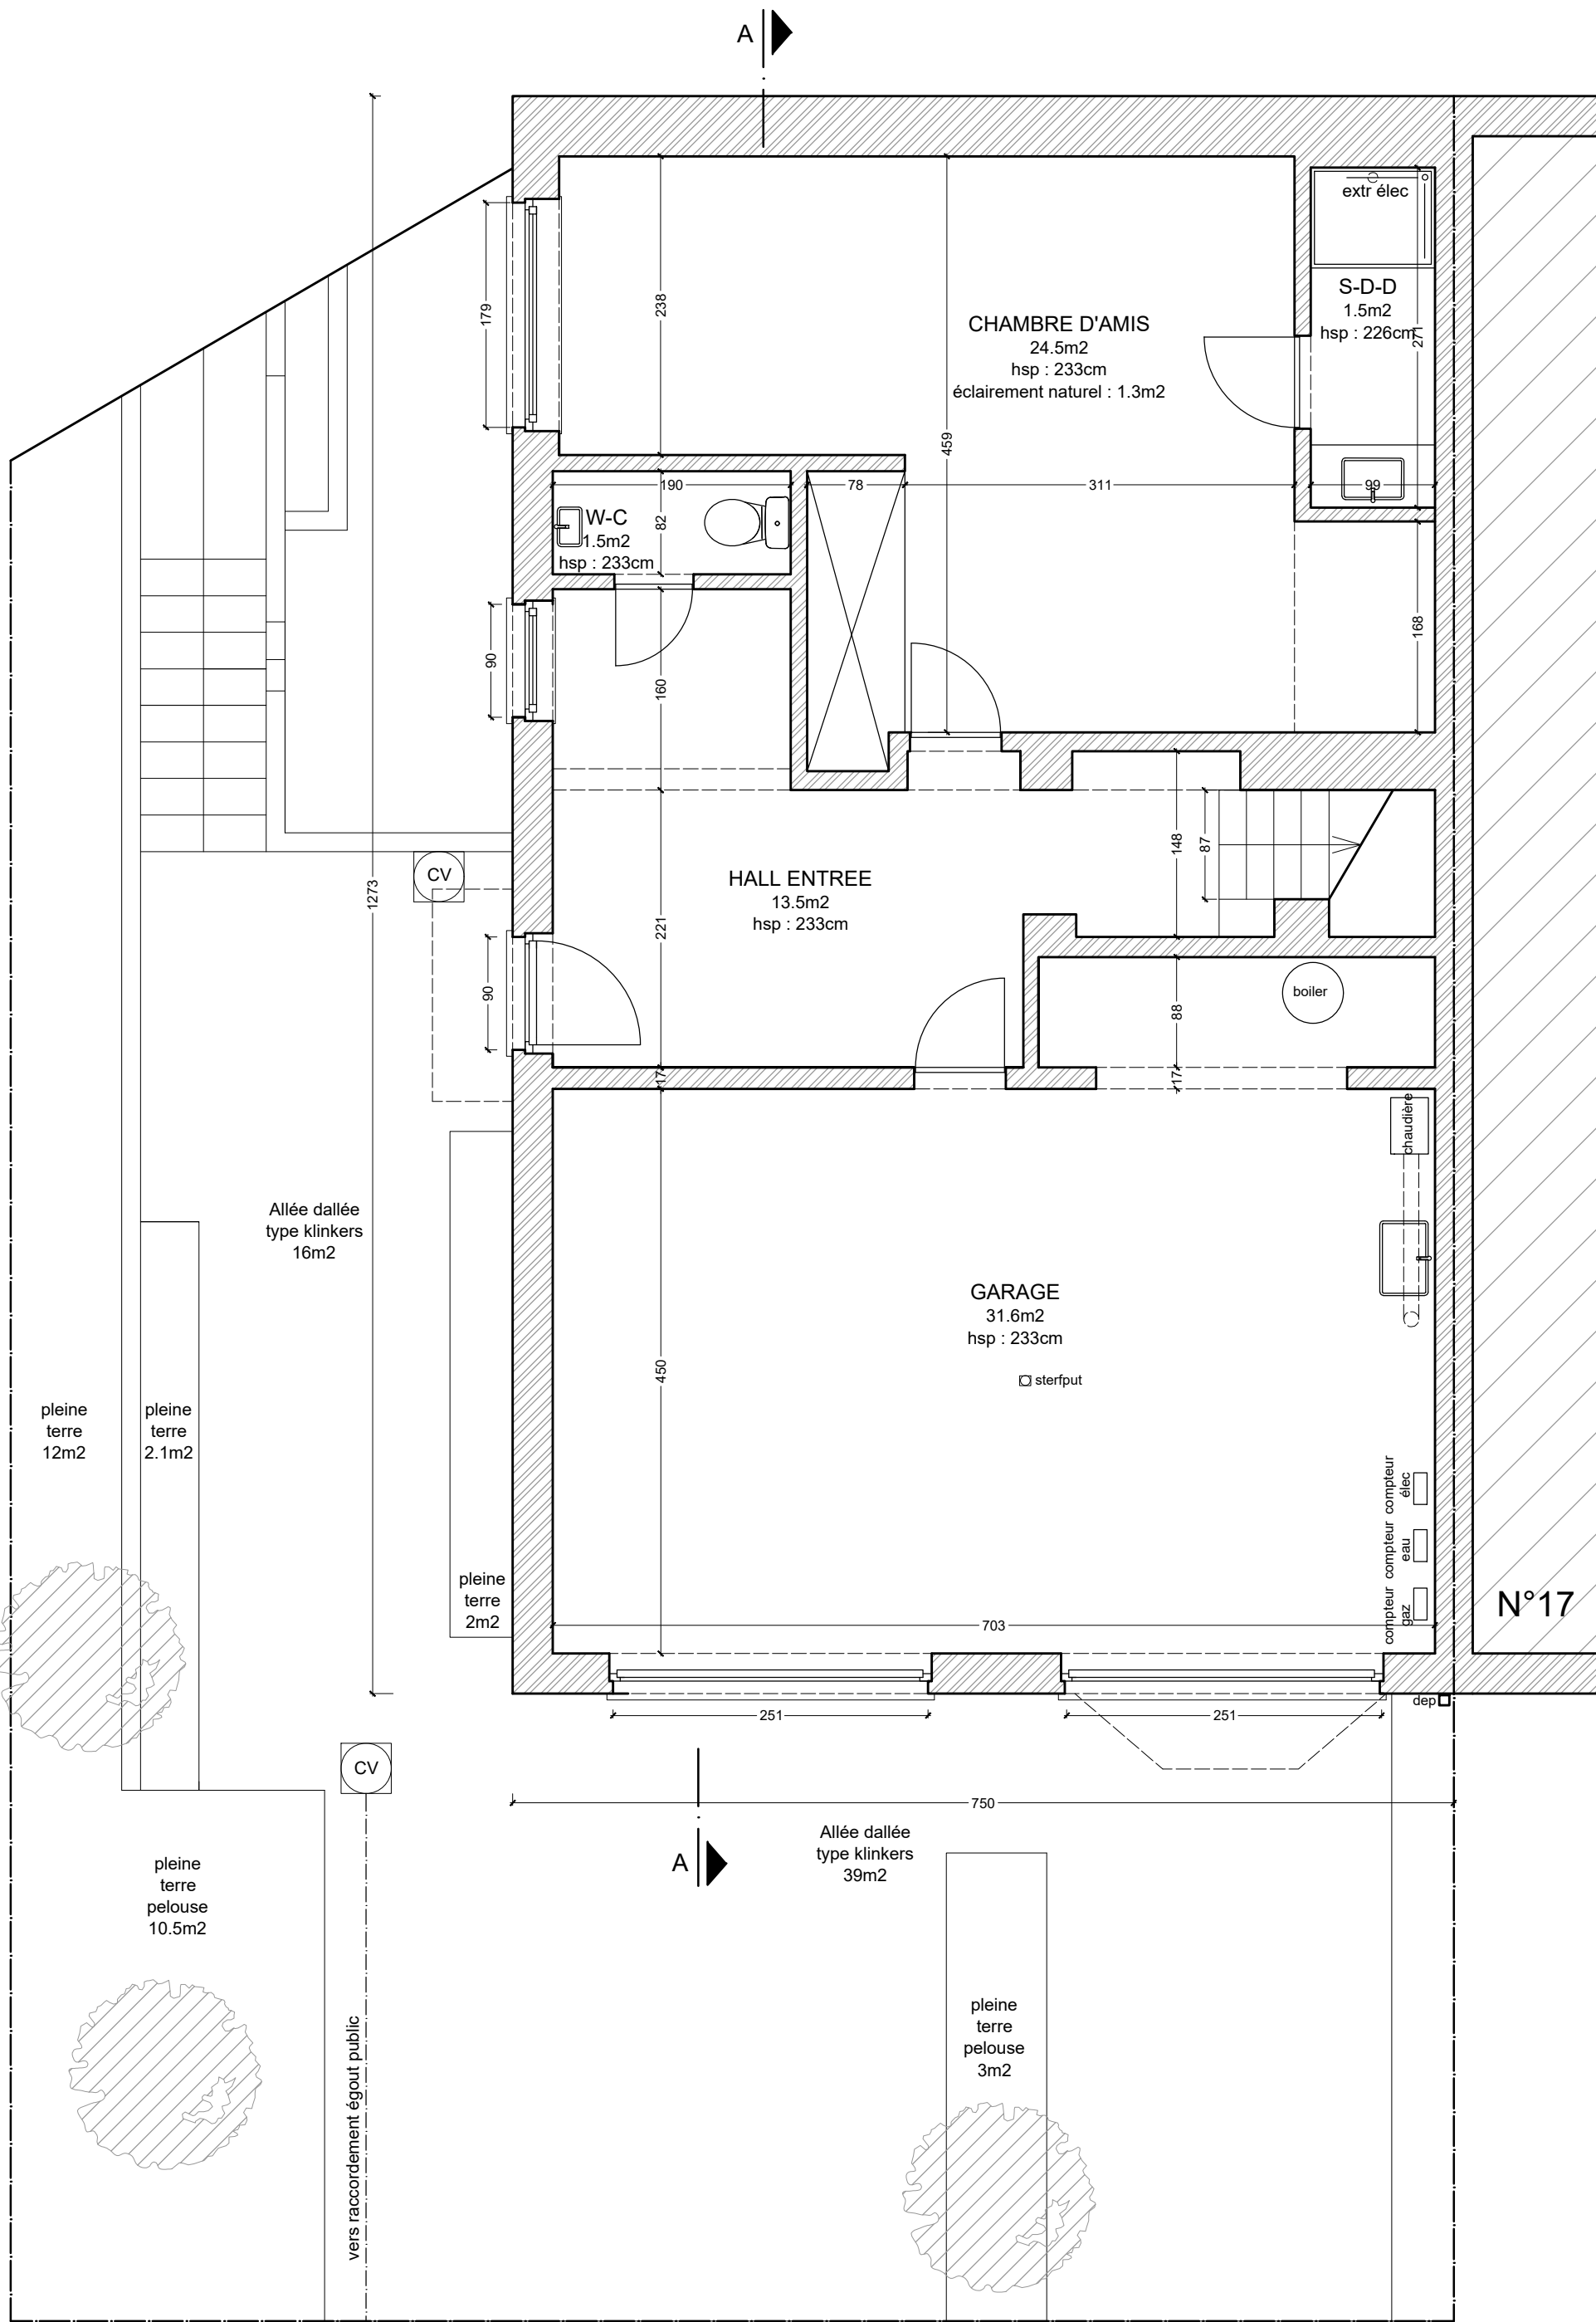 A
extr élec
S-D-D
1.5m2
hsp : 226cm
271
179
238
CHAMBRE D'AMIS
24.5m2
hsp : 233cm
éclairement naturel : 1.3m2
459
190
78
311
99
W-C
1.5m2
hsp : 233cm
82
90
160
168
CV
1273
HALL ENTREE
13.5m2
hsp : 233cm
148
87
221
90
boiler
88
17
17
chaudière
Allée dallée
type klinkers
16m2
GARAGE
31.6m2
hsp : 233cm
450
sterfput
pleine
terre
12m2
pleine
terre
2.1m2
compteur
élec
compteur
eau
compteur
gaz
pleine
terre
2m2
703
N°17
251
251
dep
CV
750
A
Allée dallée
type klinkers
39m2
pleine
terre
pelouse
10.5m2
pleine
terre
pelouse
3m2
vers raccordement égout public